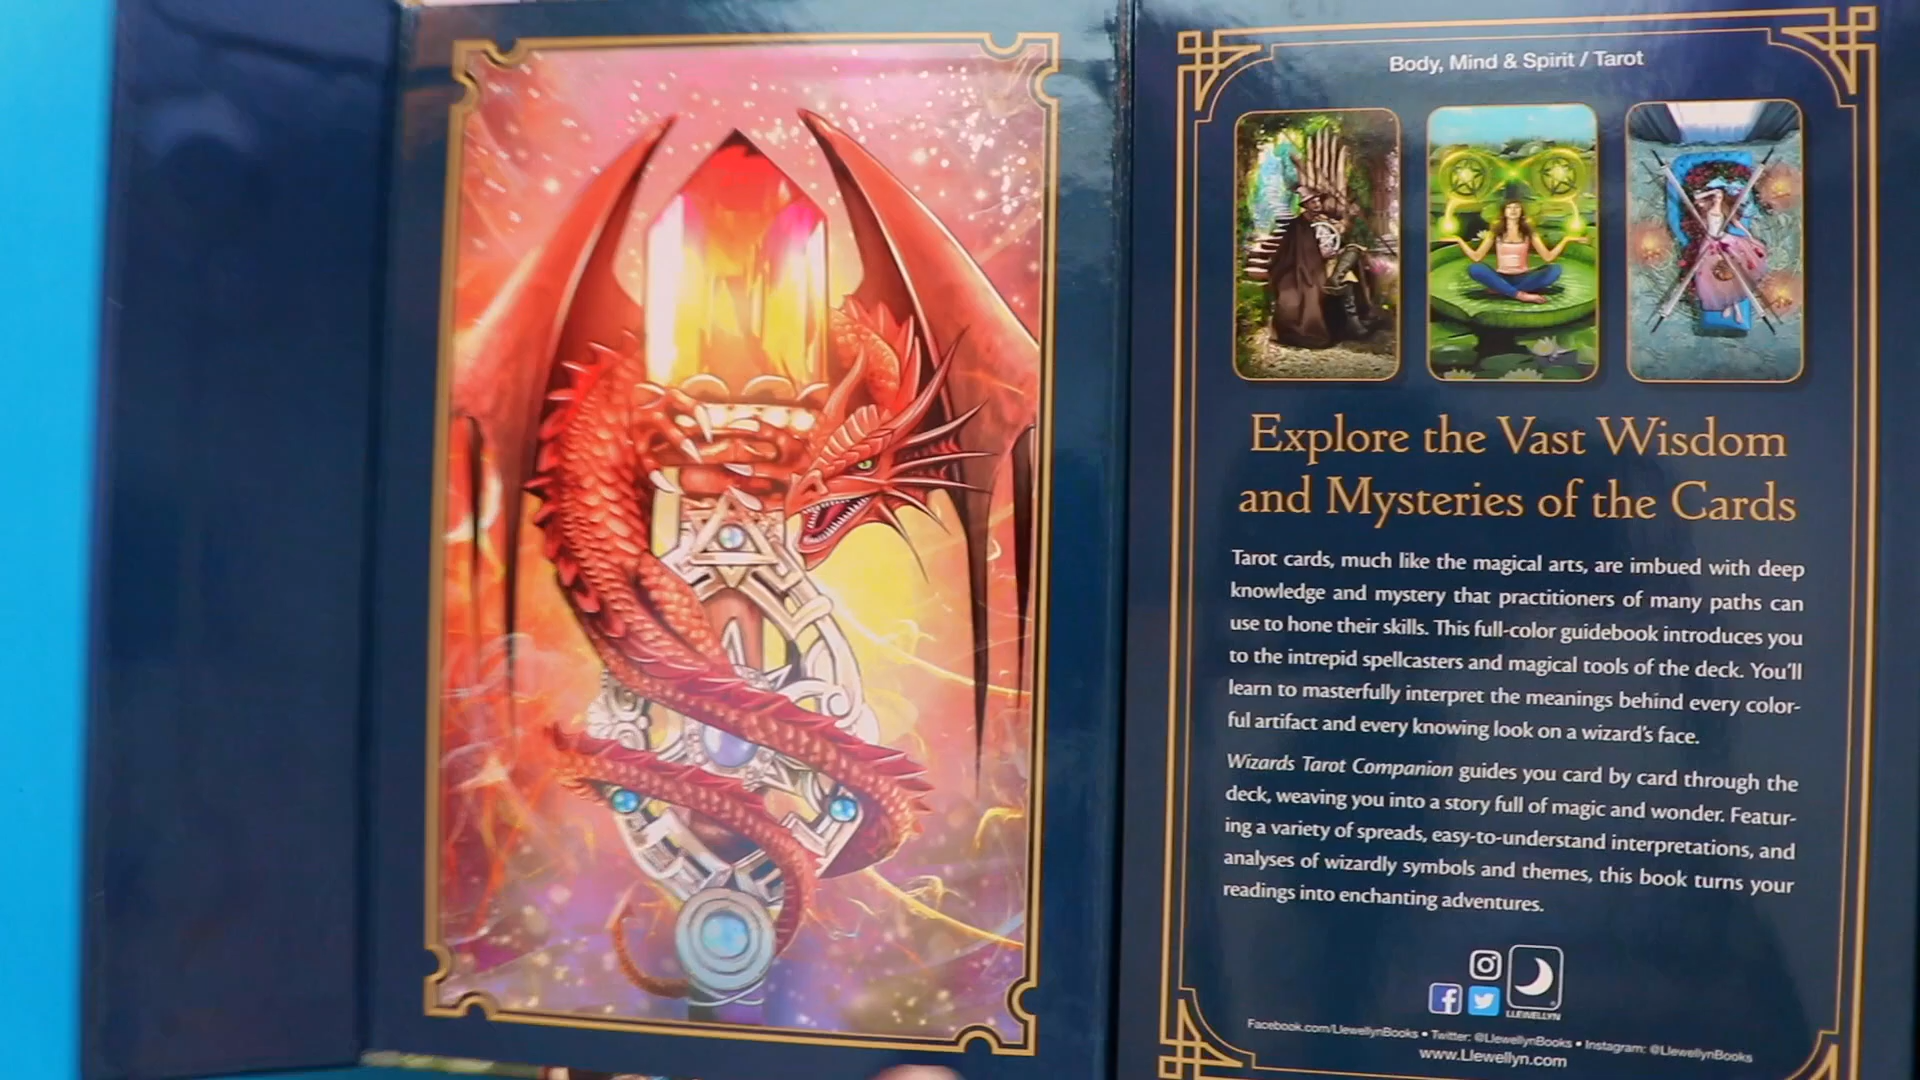 Body, Mind & Spirit / Tarot
Explore the Vast Wisdom
and Mysteries of the Cards
Tarot cards, much like the magical arts, are imbued with deep
knowledge and mystery that practitioners of many paths can
use to hone their skills. This full-color guidebook introduces you
to the intrepid spellcasters and magical tools of the deck. You'll
learn to masterfully interpret the meanings behind every color-
ful artifact and every knowing look on a wizard's face.
Wizards Tarot Companion guides you card by card through the
deck, weaving you into a story full of magic and wonder. Featur-
ing a variety of spreads, easy-to-understand interpretations, and
analyses of wizardly symbols and themes, this book turns your
readings into enchanting adventures.
LLEWELLYN
Facebook.com/LlewellynBooks • Twitter: @LlewellynBooks • Instagram: @LlewellynBooks
www.Llewellyn.com